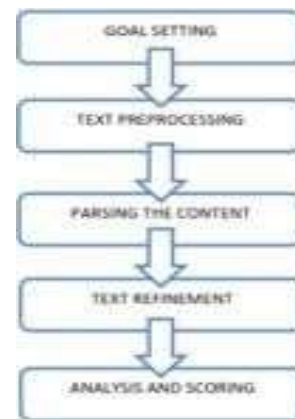 GOAL SETTING
TEXT PREPROCESSING
PARSING THE CONTENT
TEXT REFINEMENT
ANALYSIS AND SCORING